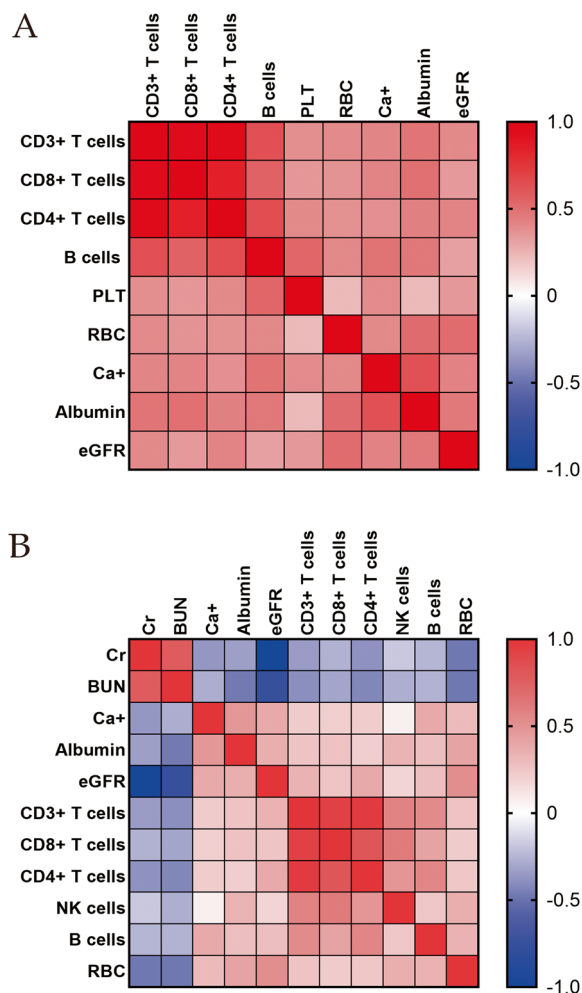 A
CD3+ T cells
CD8+ T cells
CD4+ T cells
B cells
PLT
RBC
Ca+
Albumin
eGFR
CD3+ T cells
CD8+ T cells
CD4+ T cells
B cells
PLT
RBC
Ca+
Albumin
eGFR
1.0
0.5
0
-0.5
-1.0
B
Cr
BUN
Ca+
Albumin
eGFR
CD3+ T cells
CD8+ T cells
CD4+ T cells
NK cells
B cells
RBC
Cr
BUN
Ca+
Albumin
eGFR
CD3+ T cells
CD8+ T cells
CD4+ T cells
NK cells
B cells
RBC
1.0
0.5
0
-0.5
-1.0